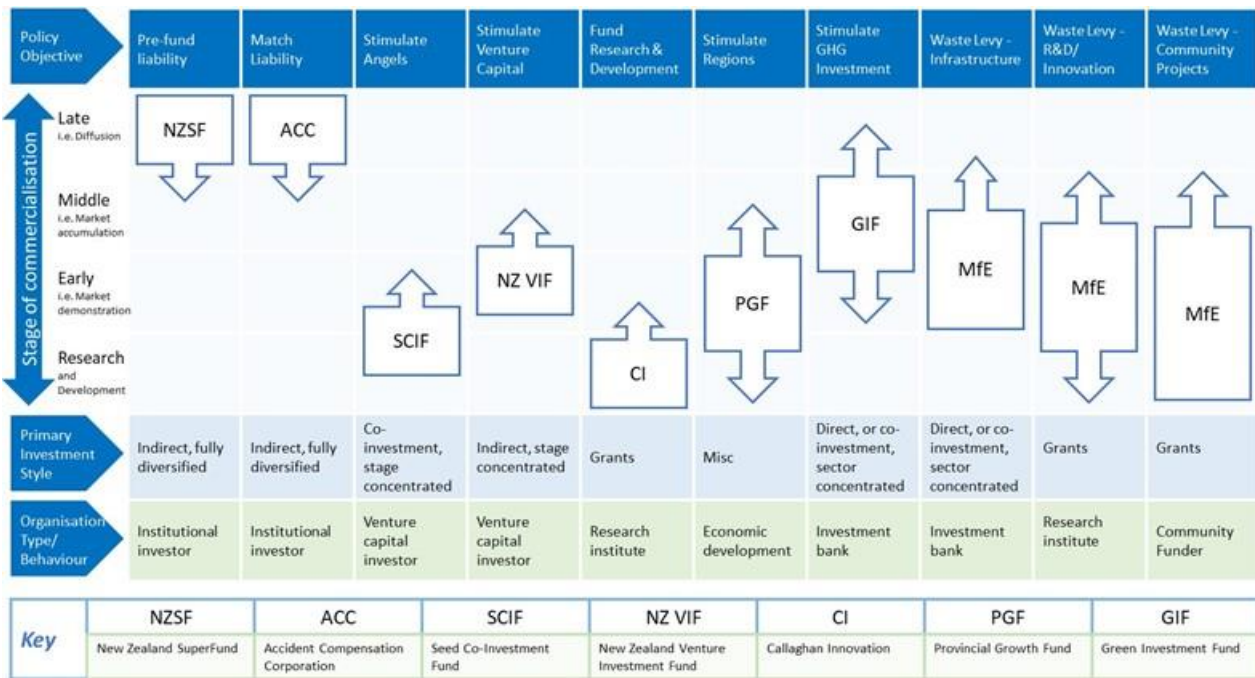 Policy
Objective
Pre-fund
liability
Match
Liability
Stimulate
Angels
Stimulate
Venture
Capital
Fund
Research &
Development
Stimulate
Regions
Stimulate
GHG
Investment
Waste Levy -
Infrastructure
Waste Levy -
R&D/
Innovation
Waste Levy -
Community
Projects
Stage of commercialisation
Late
i.e. Diffusion
Middle
i.e. Market
accumulation
Early
i.e. Market
demonstration
Research
and
Development
NZSF
ACC
SCIF
NZ VIF
CI
PGF
GIF
MfE
MfE
MfE
Primary
Investment
Style
Indirect, fully
diversified
Indirect, fully
diversified
Co-
investment,
stage
concentrated
Indirect, stage
concentrated
Grants
Misc
Direct, or co-
investment,
sector
concentrated
Direct, or co-
investment,
sector
concentrated
Grants
Grants
Organisation
Type/
Behaviour
Institutional
investor
Institutional
investor
Venture
capital
investor
Venture
capital
investor
Research
institute
Economic
development
Investment
bank
Investment
bank
Research
institute
Community
Funder
Key
NZSF
New Zealand SuperFund
ACC
Accident Compensation
Corporation
SCIF
Seed Co-Investment
Fund
NZ VIF
New Zealand Venture
Investment Fund
CI
Callaghan Innovation
PGF
Provincial Growth Fund
GIF
Green Investment Fund